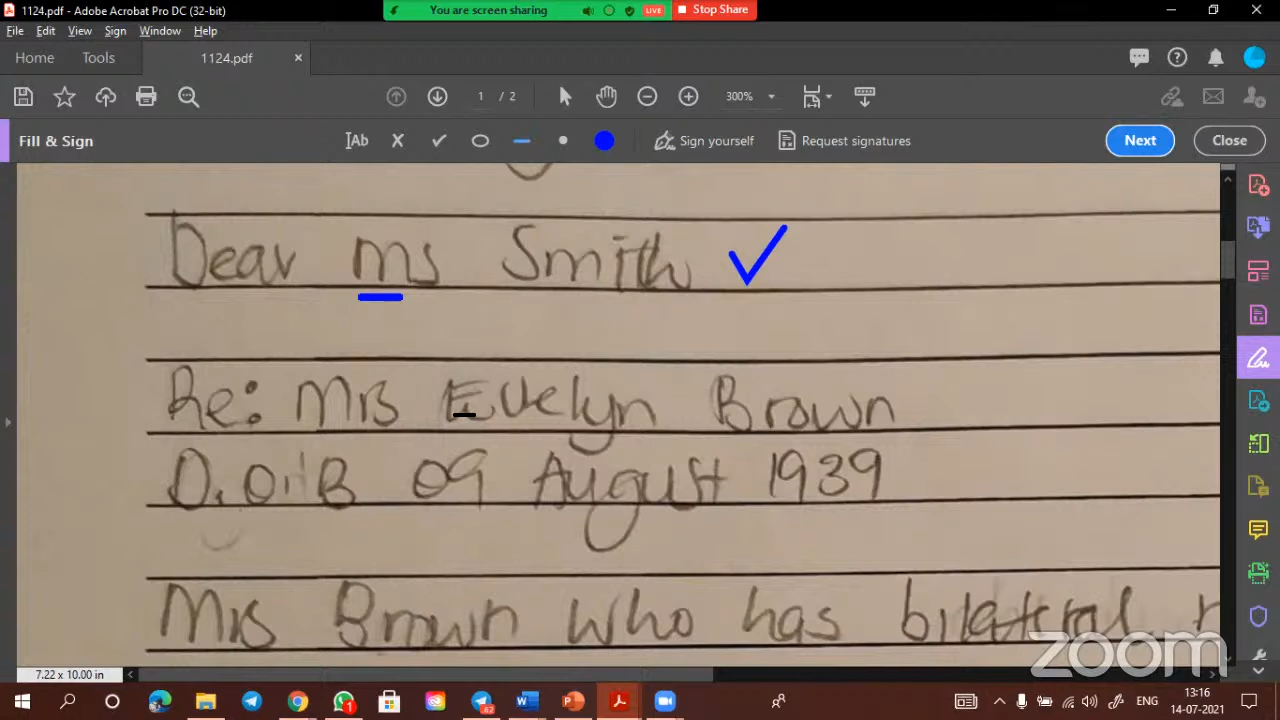 1124.pdf - Adobe Acrobat Pro DC (32-bit)
You are screen sharing
LIVE
Stop Share
File Edit View Sign Window Help
Home Tools 1124.pdf ×
1 / 2
300%
Fill & Sign
Ab
Sign yourself
Request signatures
Next
Close
Dear ms Smith
Re: Mrs Evelyn Brown
D.O.B 09 August 1939
Mrs Brown who has bilateral
zoom
7.22 x 10.00 in
1
62
ENG
13:16
14-07-2021